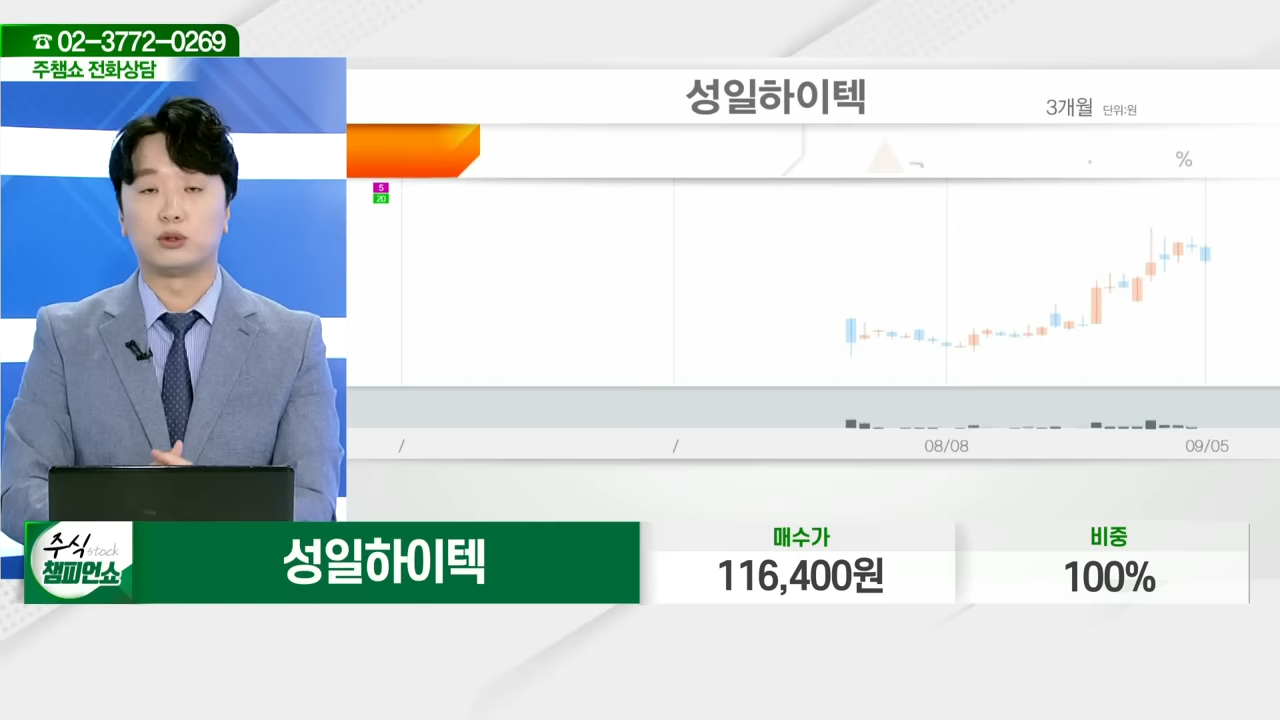 ☎ 02-3772-0269
주챔쇼 전화상담
성일하이텍
3개월 단위:원
%
5
20
/ / 08/08 09/05
주식 stock
챔피언쇼
성일하이텍
매수가
116,400원
비중
100%